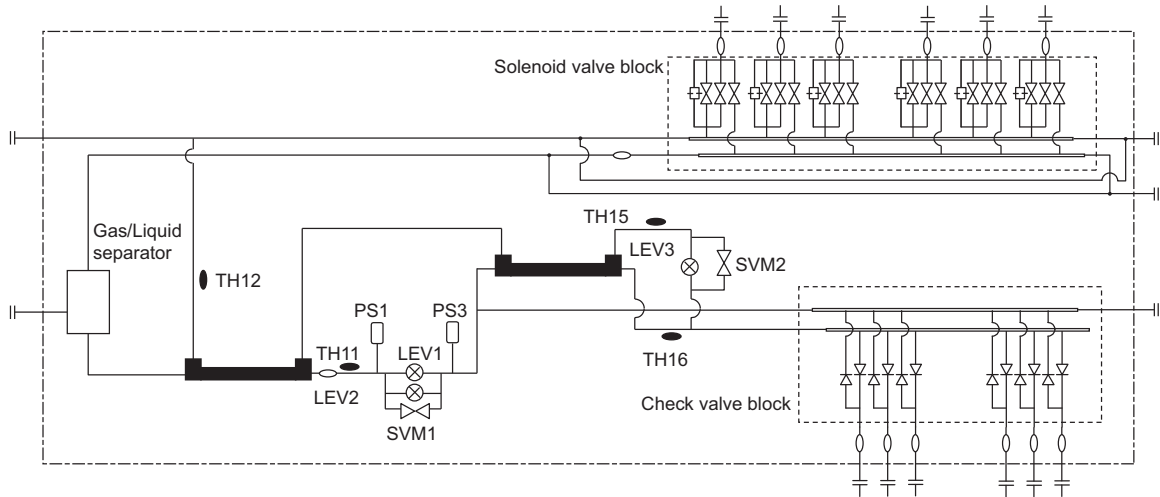 Solenoid valve block
Gas/Liquid
separator
TH15
LEV3
SVM2
TH12
PS1
PS3
TH11
LEV1
TH16
LEV2
Check valve block
SVM1